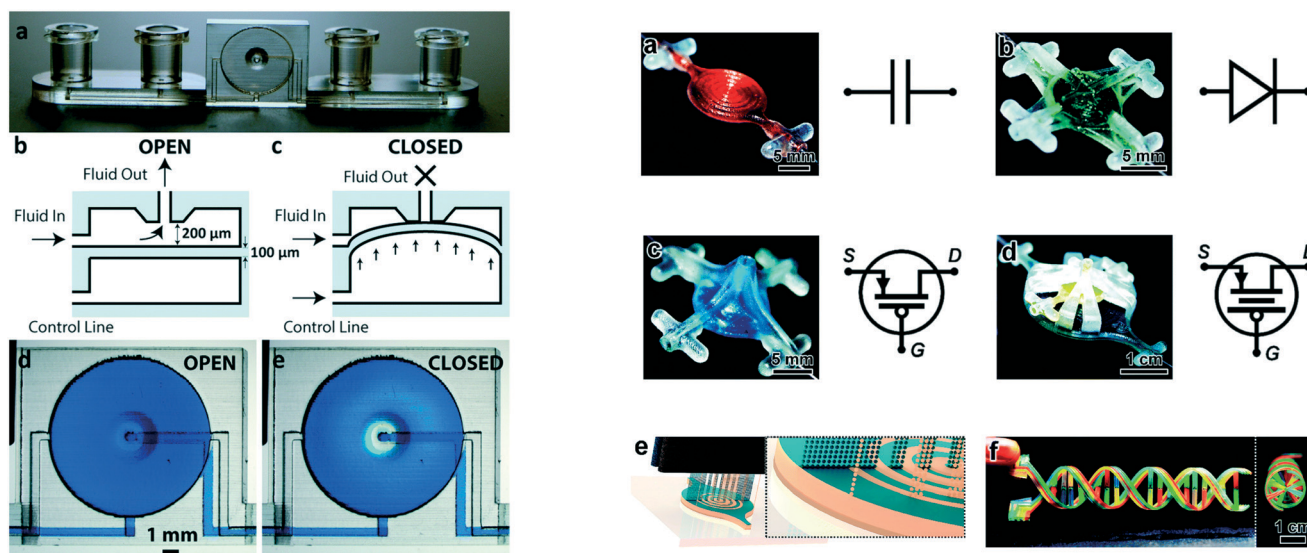 a
b
OPEN
c
CLOSED
Fluid Out
Fluid Out
Fluid In
200 µm
100 µm
Fluid In
Control Line
Control Line
d
OPEN
e
CLOSED
1 mm
a
5 mm
b
5 mm
c
5 mm
S
D
G
d
1 cm
S
D
G
e
f
1 cm